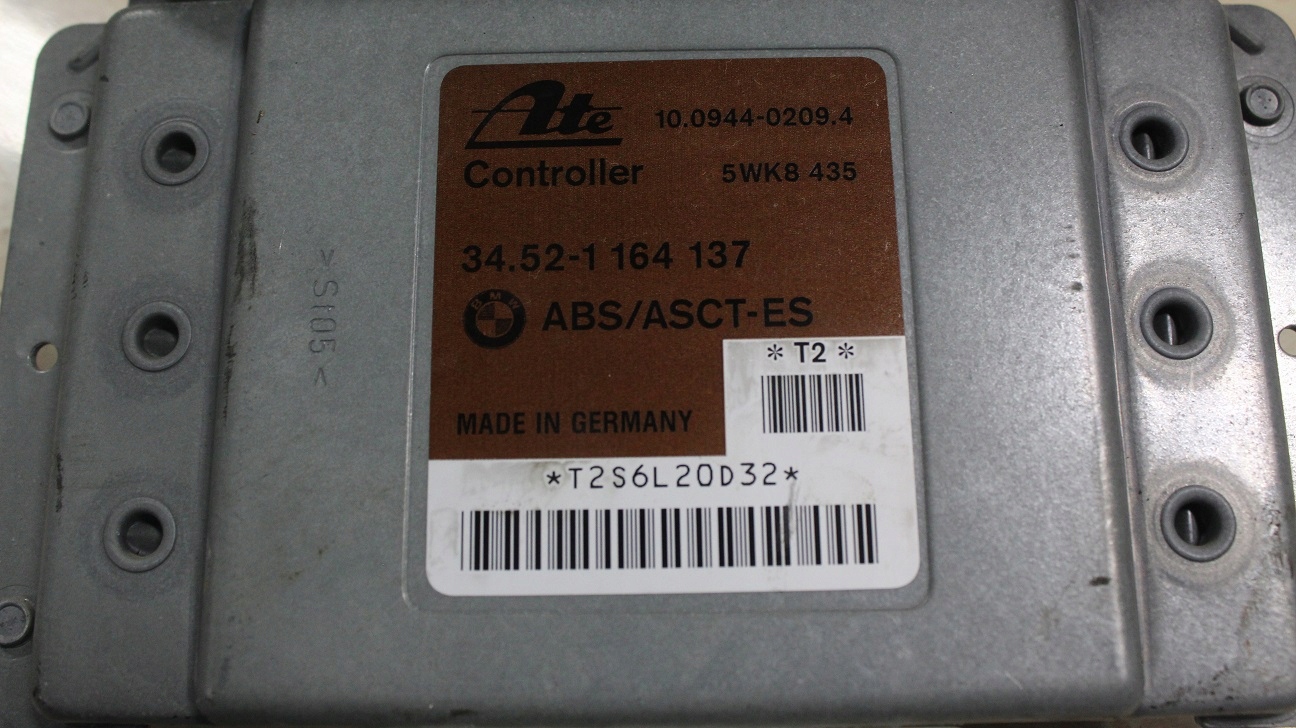 Ate
10.0944-0209.4
Controller
5WK8 435
34.52-1 164 137
BMW
ABS/ASCT-ES
* T2 *
MADE IN GERMANY
*T2S6L20D32*